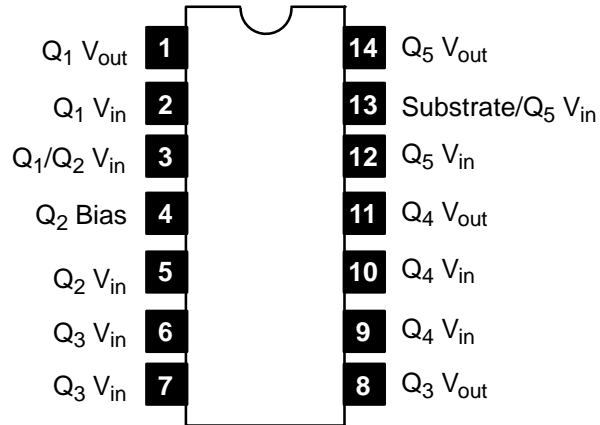 Q1 Vout 1 14 Q5 Vout
Q1 Vin 2 13 Substrate/Q5 Vin
Q1/Q2 Vin 3 12 Q5 Vin
Q2 Bias 4 11 Q4 Vout
Q2 Vin 5 10 Q4 Vin
Q3 Vin 6 9 Q4 Vin
Q3 Vin 7 8 Q3 Vout